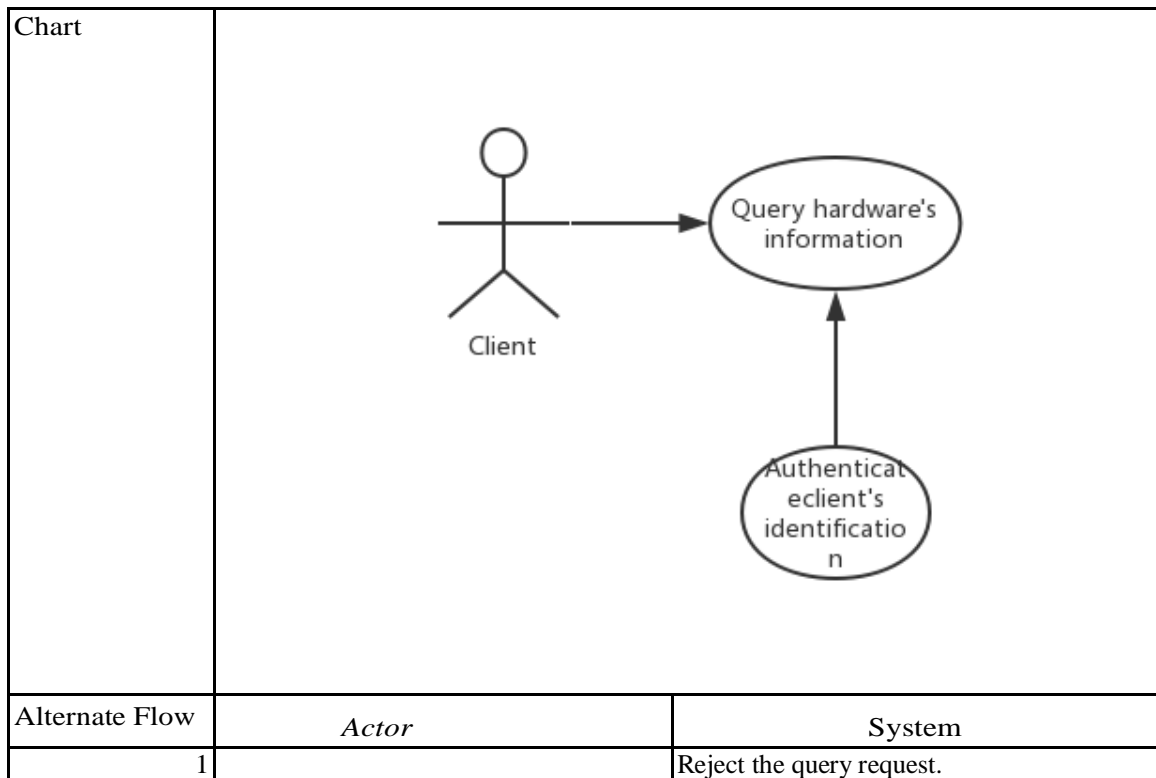 Chart
Query hardware's
information
Client
Authenticat
eclient's
identificatio
n
Alternate Flow
Actor
System
1
Reject the query request.